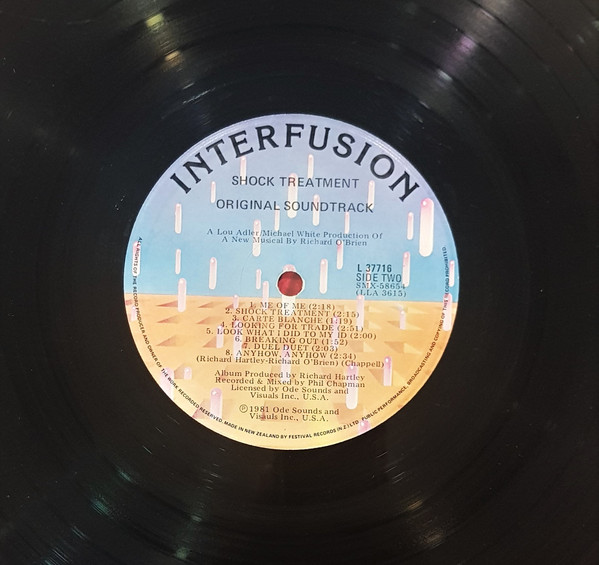 INTERFUSION
SHOCK TREATMENT
ORIGINAL SOUNDTRACK
A Lou Adler/Michael White Production Of
A New Musical By Richard O'Brien
L 37716
SIDE TWO
SMX-58654
(LLA 3615)
1. ME OF ME (2:18)
2. SHOCK TREATMENT (2:15)
3. CARTE BLANCHE (1:19)
4. LOOKING FOR TRADE (2:51)
5. LOOK WHAT I DID TO MY ID (2:00)
6. BREAKING OUT (1:52)
7. DUEL DUET (2:03)
8. ANYHOW, ANYHOW (2:34)
(Richard Hartley-Richard O'Brien) (Chappell)
Album Produced by Richard Hartley
Recorded & Mixed by Phil Chapman
Licensed by Ode Sounds and
Visuals Inc., U.S.A.
℗ 1981 Ode Sounds and
Visuals Inc., U.S.A.
ALL RIGHTS OF THE RECORD PRODUCER AND OWNER OF THE WORK RECORDED RESERVED. MADE IN NEW ZEALAND BY FESTIVAL RECORDS (N.Z.) LTD. PUBLIC PERFORMANCE, BROADCASTING AND COPYING OF THIS RECORD PROHIBITED.